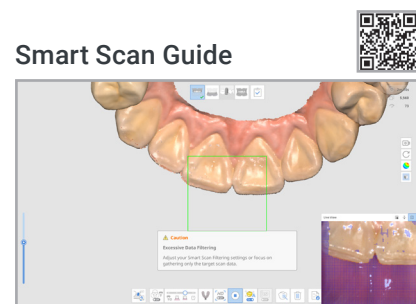 Smart Scan Guide
Caution
Excessive Data Filtering
Adjust your Smart Scan Filtering settings or focus on
gathering only the target scan data.